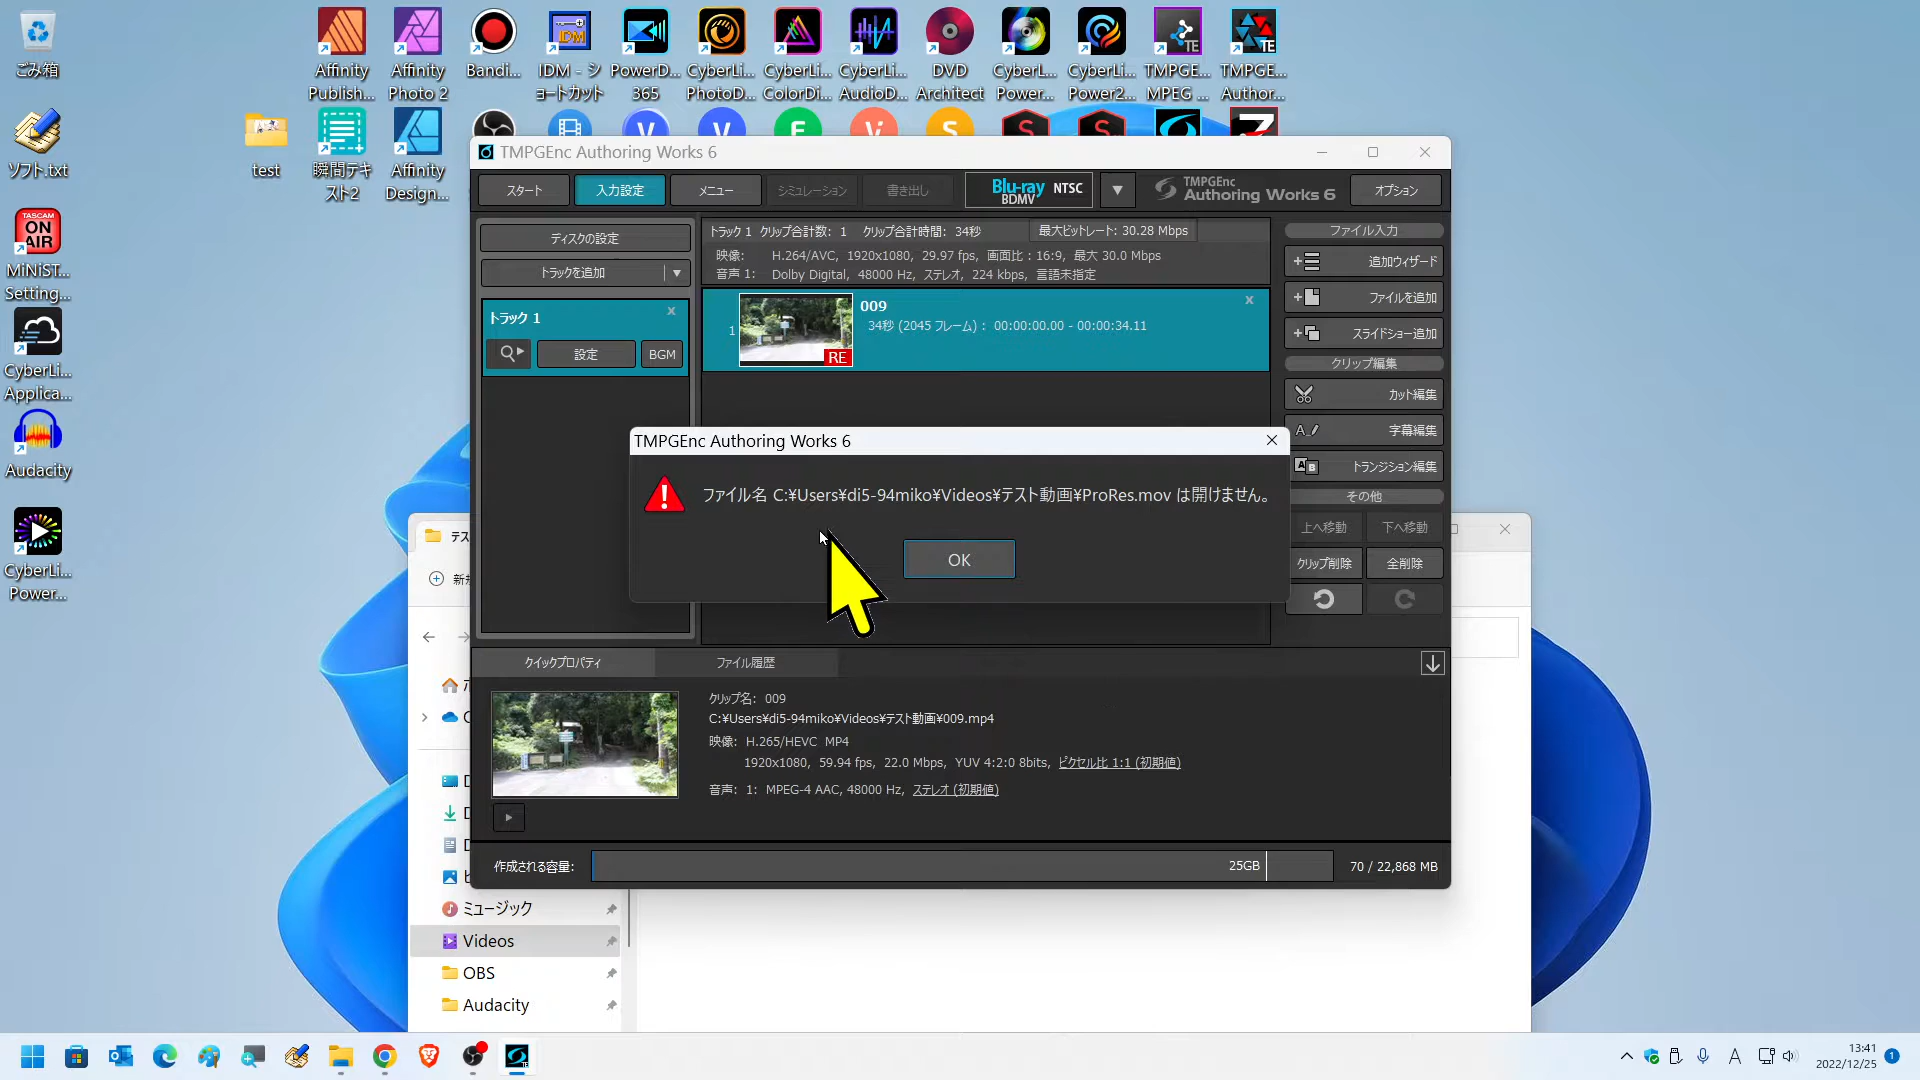 ごみ箱
Affinity Publish...
Affinity Photo 2
Bandi...
IDM - ショートカット
PowerD... 365
CyberLi... PhotoD...
CyberLi... ColorDi...
CyberLi... AudioD...
DVD Architect
CyberL... Power...
CyberLi... Power2...
TMPGE... MPEG ...
TMPGE... Author...
ソフト.txt
test
瞬間テキスト2
Affinity Design...
TASCAM
ON AIR
MiNiST... Setting...
CyberLi... Applica...
Audacity
CyberLi... Power...
TMPGEnc Authoring Works 6
スタート
入力設定
メニュー
シミュレーション
書き出し
Blu-ray BDMV NTSC
TMPGEnc
Authoring Works 6
オプション
ディスクの設定
トラックを追加
トラック 1
設定
BGM
トラック 1 クリップ合計数: 1 クリップ合計時間: 34秒
最大ビットレート: 30.28 Mbps
映像: H.264/AVC, 1920x1080, 29.97 fps, 画面比 : 16:9, 最大 30.0 Mbps
音声 1: Dolby Digital, 48000 Hz, ステレオ, 224 kbps, 言語未指定
1
RE
009
34秒 (2045 フレーム) : 00:00:00.00 - 00:00:34.11
ファイル入力
追加ウィザード
ファイルを追加
スライドショー追加
クリップ編集
カット編集
字幕編集
トランジション編集
その他
上へ移動
下へ移動
クリップ削除
全削除
TMPGEnc Authoring Works 6
ファイル名 C:¥Users¥di5-94miko¥Videos¥テスト動画¥ProRes.mov は開けません。
OK
クイックプロパティ
ファイル履歴
クリップ名: 009
C:¥Users¥di5-94miko¥Videos¥テスト動画¥009.mp4
映像: H.265/HEVC MP4
1920x1080, 59.94 fps, 22.0 Mbps, YUV 4:2:0 8bits, ピクセル比 1:1 (初期値)
音声: 1: MPEG-4 AAC, 48000 Hz, ステレオ (初期値)
作成される容量:
25GB
70 / 22,868 MB
ミュージック
Videos
OBS
Audacity
A
13:41
2022/12/25
1